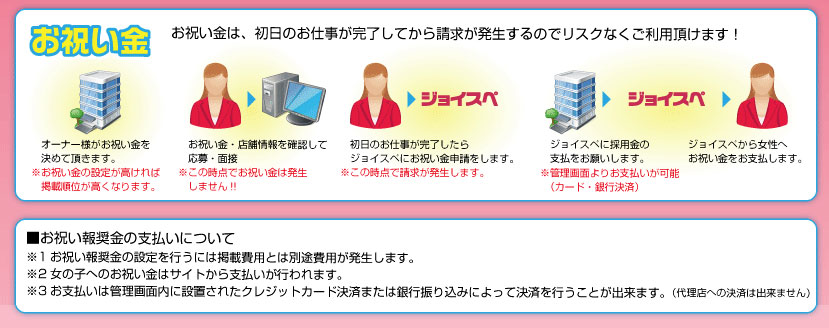 お祝い金
お祝い金は、初日のお仕事が完了してから請求が発生するのでリスクなくご利用頂けます！
オーナー様がお祝い金を
決めて頂きます。
※お祝い金の設定が高ければ
掲載順位が高くなります。
お祝い金・店舗情報を確認して
応募・面接
※この時点でお祝い金は発生
しません!!
ジョイスペ
初日のお仕事が完了したら
ジョイスペにお祝い金申請をします。
※この時点で請求が発生します。
ジョイスペ
ジョイスペに採用金の
支払をお願いします。
※管理画面よりお支払いが可能
（カード・銀行決済）
ジョイスペから女性へ
お祝い金をお支払します。
■お祝い報奨金の支払いについて
※１お祝い報奨金の設定を行うには掲載費用とは別途費用が発生します。
※２女の子へのお祝い金はサイトから支払いが行われます。
※３お支払いは管理画面内に設置されたクレジットカード決済または銀行振り込みによって決済を行うことが出来ます。（代理店への決済は出来ません）